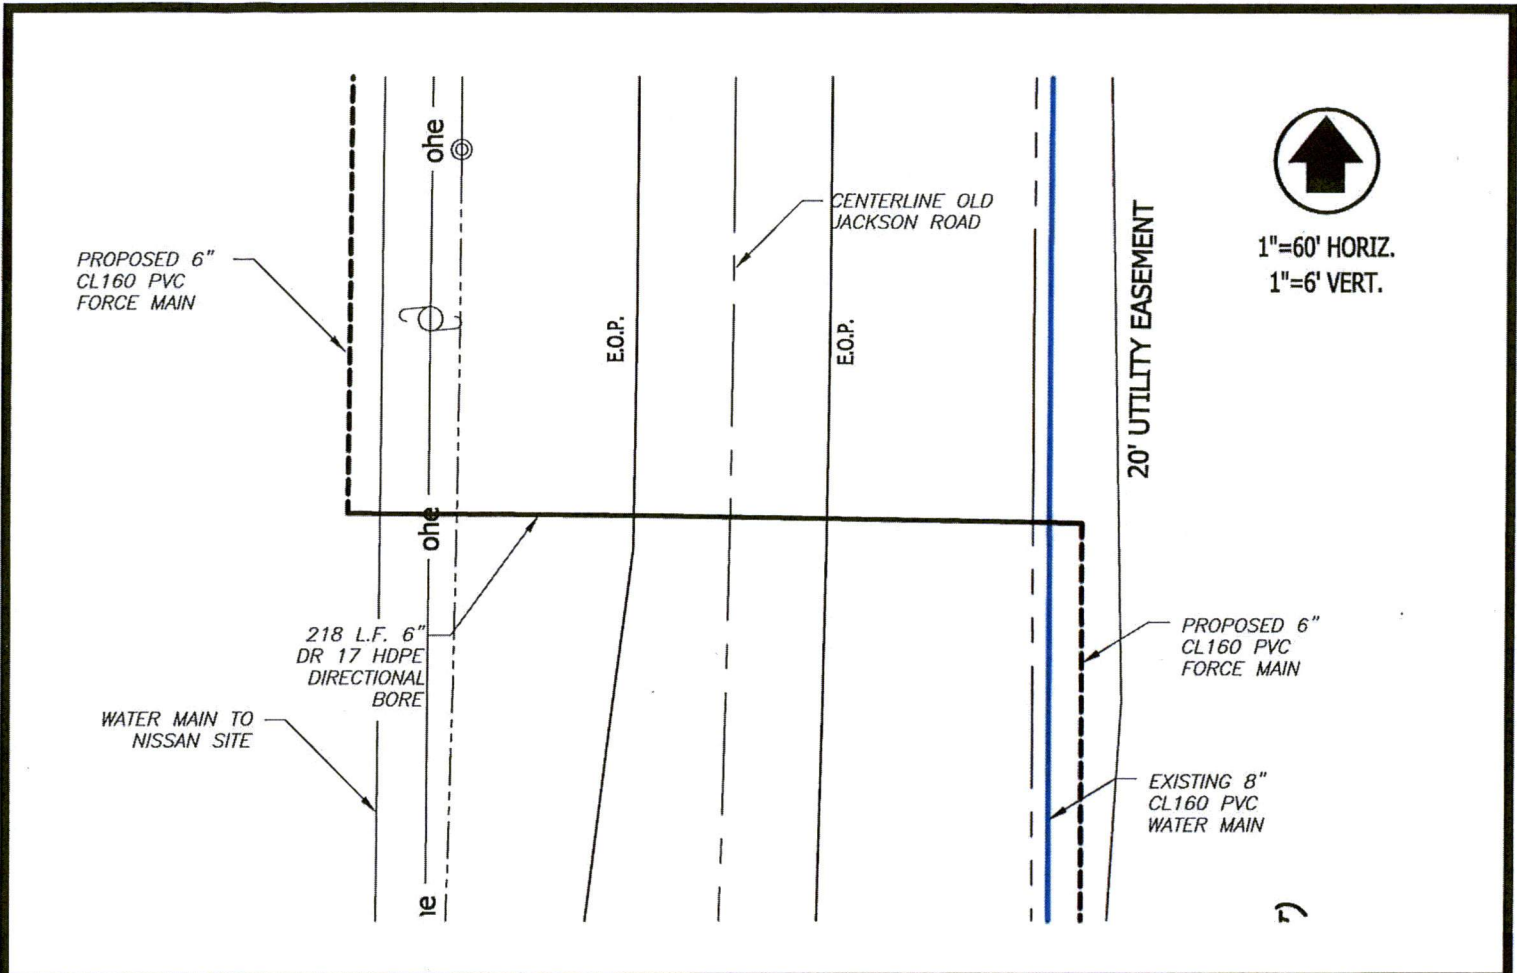 ohe
CENTERLINE OLD
JACKSON ROAD
1"=60' HORIZ.
1"=6' VERT.
PROPOSED 6"
CL160 PVC
FORCE MAIN
E.O.P.
E.O.P.
20' UTILITY EASEMENT
ohe
218 L.F. 6"
DR 17 HDPE
DIRECTIONAL
BORE
PROPOSED 6"
CL160 PVC
FORCE MAIN
WATER MAIN TO
NISSAN SITE
EXISTING 8"
CL160 PVC
WATER MAIN